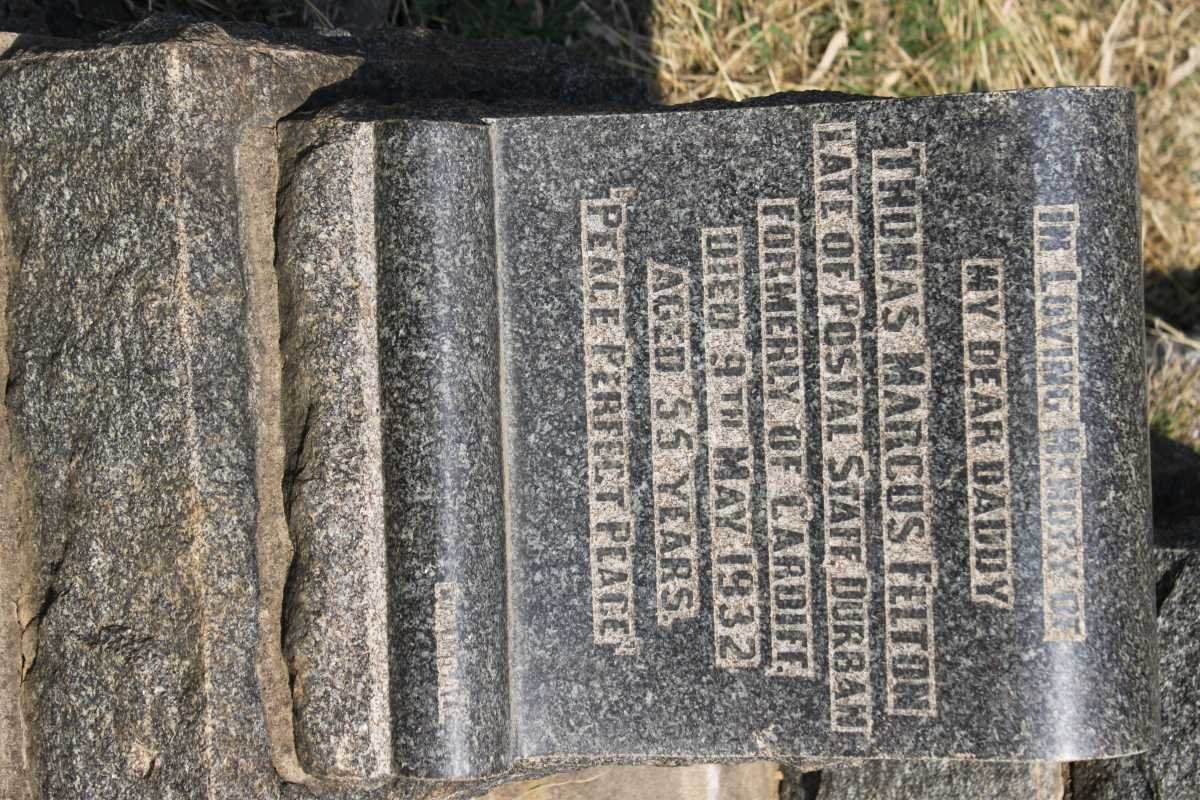 IN LOVING MEMORY OF
MY DEAR DADDY
THOMAS MARCUS FELTON
LATE OF POSTAL STAFF, DURBAN
FORMERLY OF CARDIFF
DIED 9TH MAY 1932
AGED 55 YEARS.
"PEACE PERFECT PEACE"